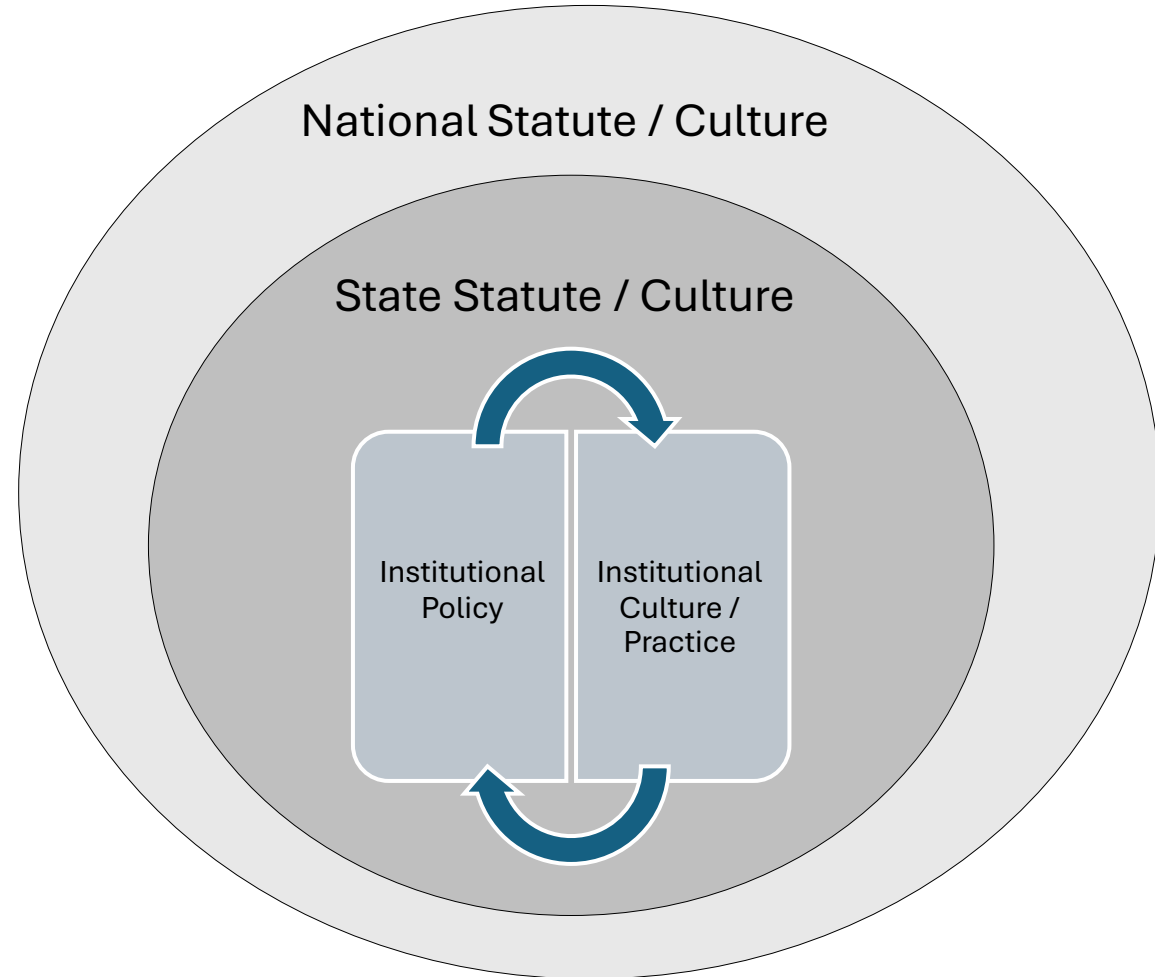 National Statute / Culture
State Statute / Culture
Institutional
Policy
Institutional
Culture /
Practice